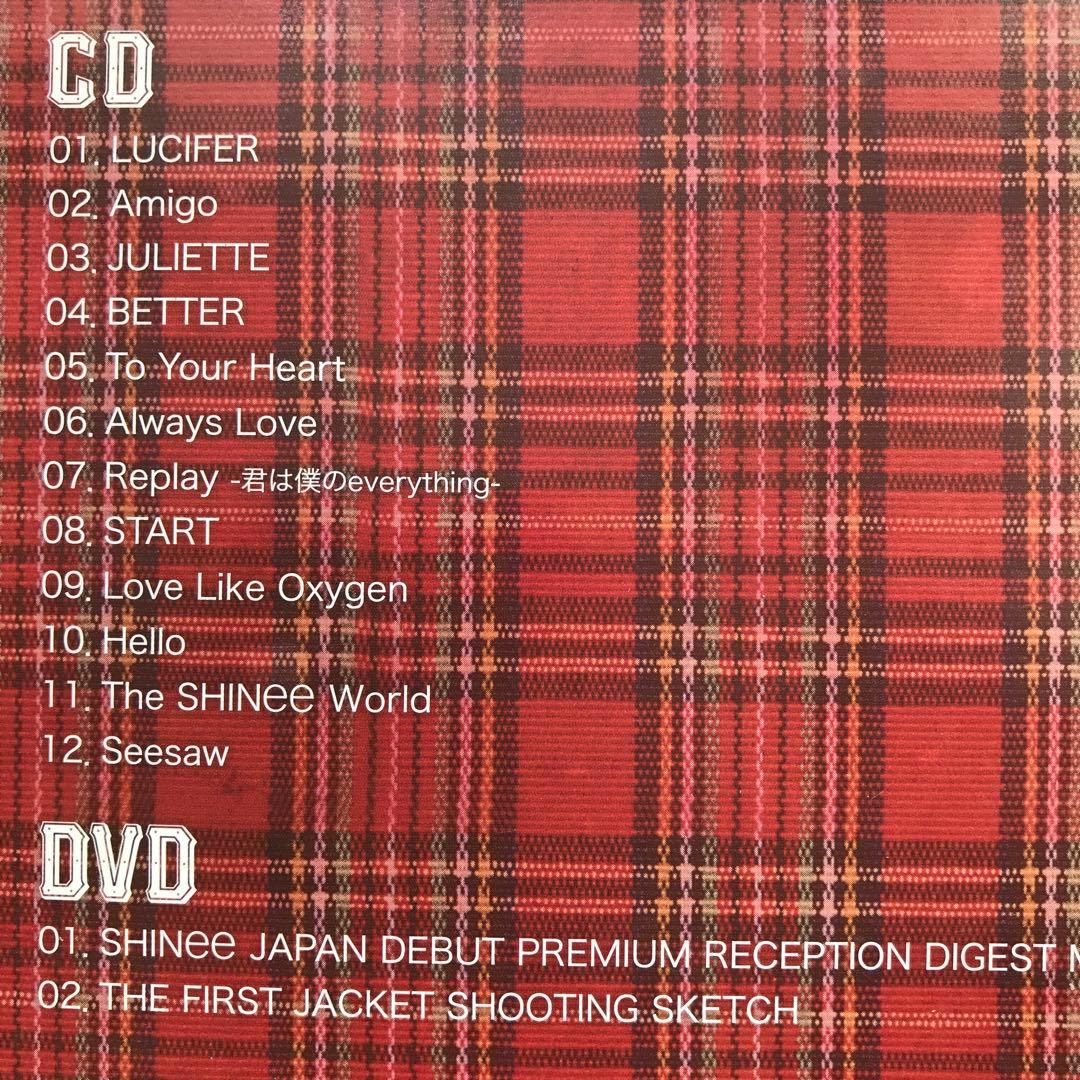 CD
01. LUCIFER
02. Amigo
03. JULIETTE
04. BETTER
05. To Your Heart
06. Always Love
07. Replay -君は僕のeverything-
08. START
09. Love Like Oxygen
10. Hello
11. The SHINee World
12. Seesaw
DVD
01. SHINee JAPAN DEBUT PREMIUM RECEPTION DIGEST
02. THE FIRST JACKET SHOOTING SKETCH